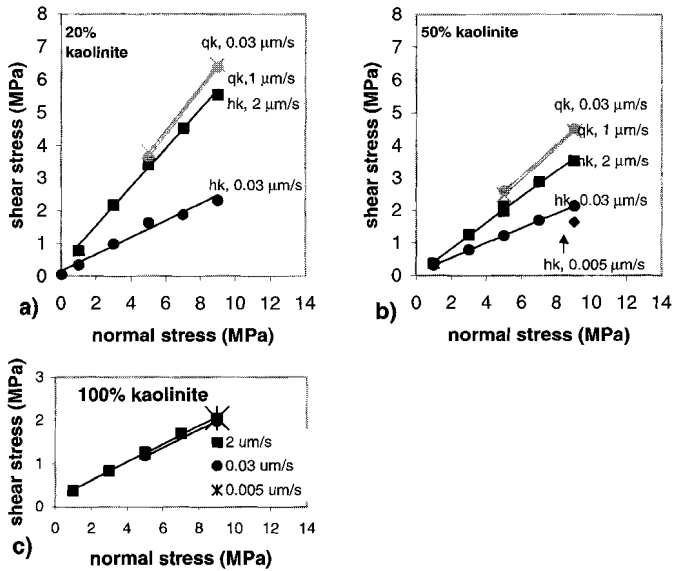 8
7
6
5
4
3
2
1
0
shear stress (MPa)
20%
kaolinite
qk, 0.03 μm/s
qk,1 μm/s
hk, 2 μm/s
hk, 0.03 μm/s
0 2 4 6 8 10 12 14
normal stress (MPa)
a)
8
7
6
5
4
3
2
1
0
shear stress (MPa)
50% kaolinite
qk, 0.03 μm/s
qk, 1 μm/s
hk, 2 μm/s
hk, 0.03 μm/s
hk, 0.005 μm/s
0 2 4 6 8 10 12 14
normal stress (MPa)
b)
3
2
1
0
shear stress (MPa)
100% kaolinite
2 um/s
0.03 um/s
0.005 um/s
0 2 4 6 8 10 12 14
normal stress (MPa)
c)